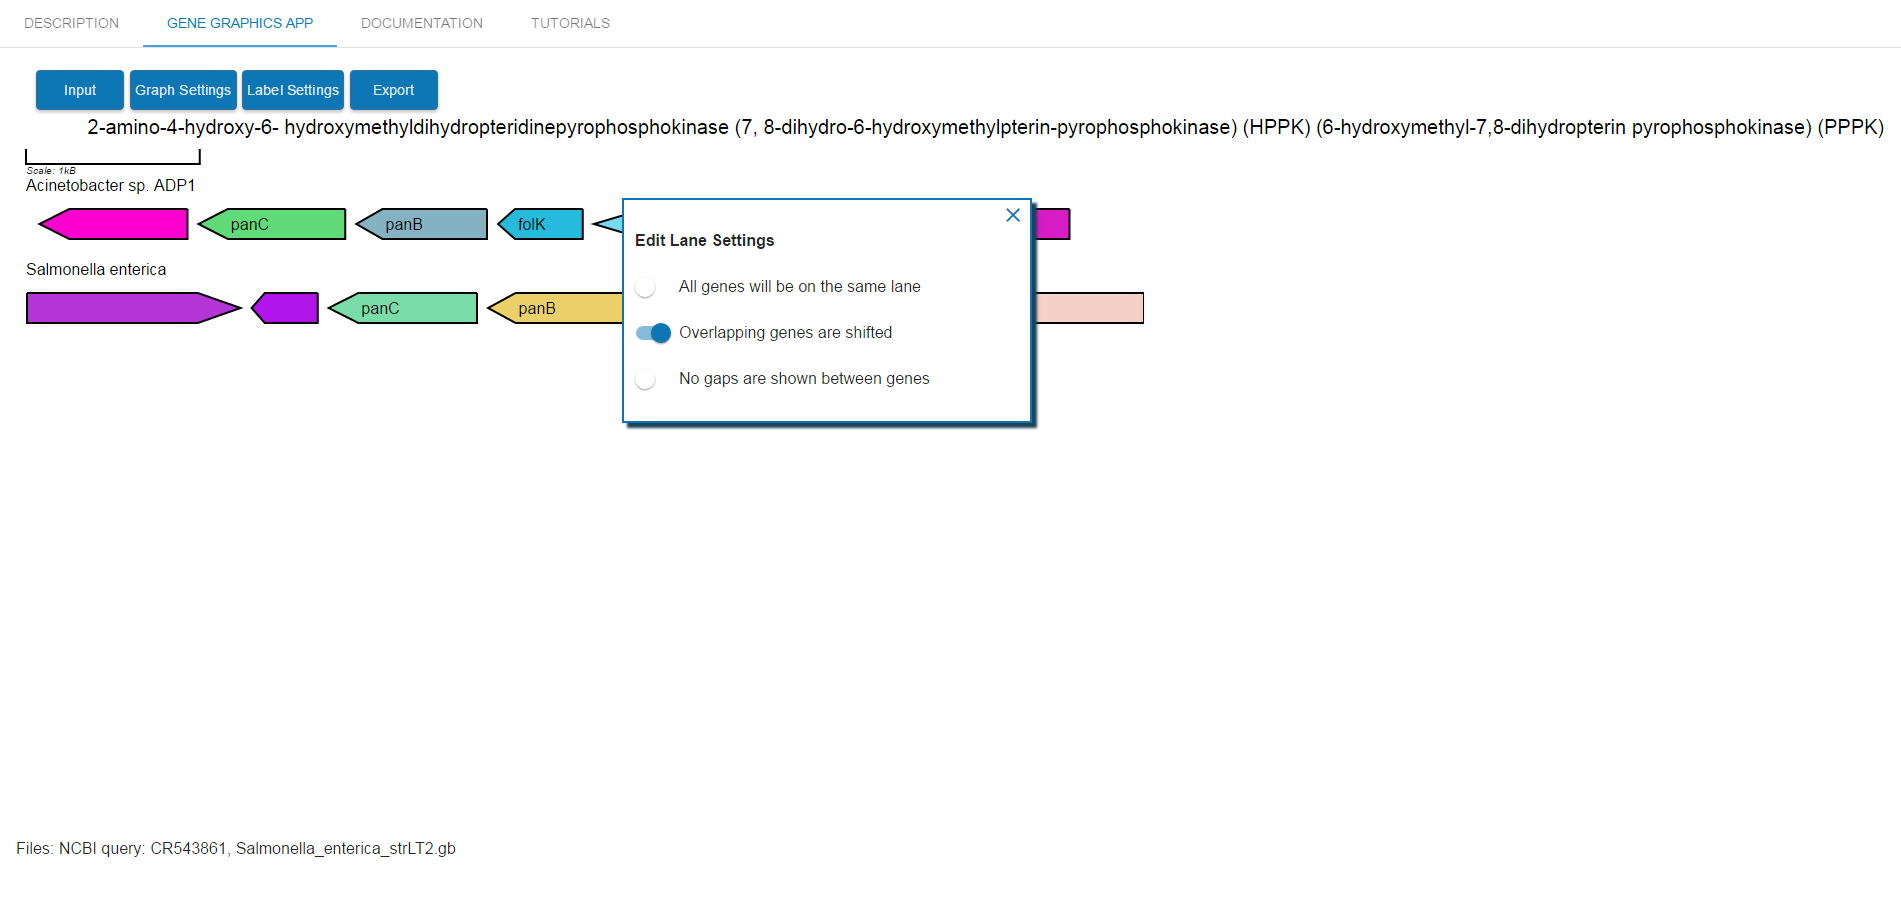 DESCRIPTION GENE GRAPHICS APP DOCUMENTATION TUTORIALS
Input Graph Settings Label Settings Export
2-amino-4-hydroxy-6- hydroxymethyldihydropteridinepyrophosphokinase (7, 8-dihydro-6-hydroxymethylpterin-pyrophosphokinase) (HPPK) (6-hydroxymethyl-7,8-dihydropterin pyrophosphokinase) (PPPK)
Scale: 1kB
Acinetobacter sp. ADP1
panC panB folK
Salmonella enterica
panC panB
Edit Lane Settings
All genes will be on the same lane
Overlapping genes are shifted
No gaps are shown between genes
Files: NCBI query: CR543861, Salmonella_enterica_strLT2.gb